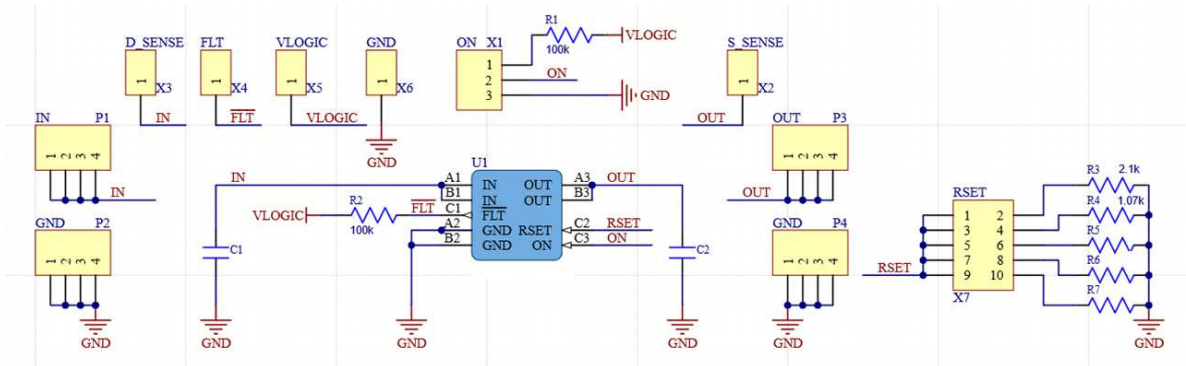 D_SENSE
1
X3
IN
FLT
1
X4
FLT
VLOGIC
1
X5
VLOGIC
GND
1
X6
GND
ON X1
1
2
3
R1
100k
VLOGIC
ON
GND
S_SENSE
1
X2
OUT
IN P1
1 2 3 4
IN
GND P2
1 2 3 4
GND
IN
C1
GND
VLOGIC
R2
100k
FLT
U1
A1 IN OUT A3
B1 IN OUT B3
C1 FLT
A2 GND RSET C2
B2 GND ON C3
GND
OUT
RSET
ON
C2
GND
OUT P3
1 2 3 4
OUT
GND P4
1 2 3 4
GND
RSET
RSET
1 2
3 4
5 6
7 8
9 10
X7
R3 2.1k
R4 1.07k
R5
R6
R7
GND